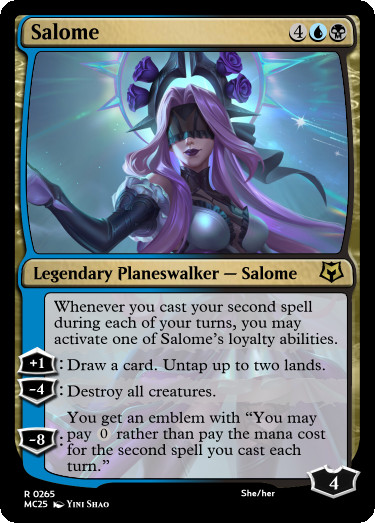 Salome 4
Legendary Planeswalker — Salome
Whenever you cast your second spell
during each of your turns, you may
activate one of Salome's loyalty abilities.
+1: Draw a card. Untap up to two lands.
-4: Destroy all creatures.
You get an emblem with “You may
pay 0 rather than pay the mana cost
-8: for the second spell you cast each
turn.”
4
R 0265 She/her
MC25 Yini Shao